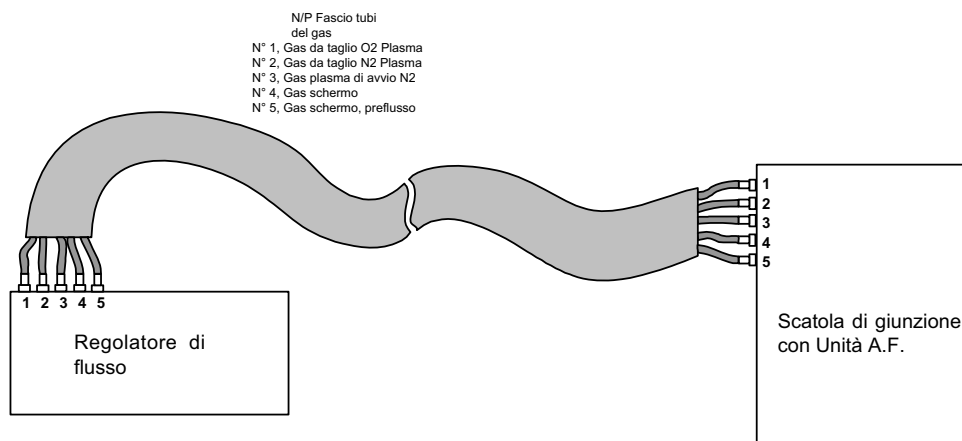 N/P Fascio tubi
del gas
N° 1, Gas da taglio O2 Plasma
N° 2, Gas da taglio N2 Plasma
N° 3, Gas plasma di avvio N2
N° 4, Gas schermo
N° 5, Gas schermo, preflusso
1
2
3
4
5
1 2 3 4 5
Regolatore di
flusso
Scatola di giunzione
con Unità A.F.